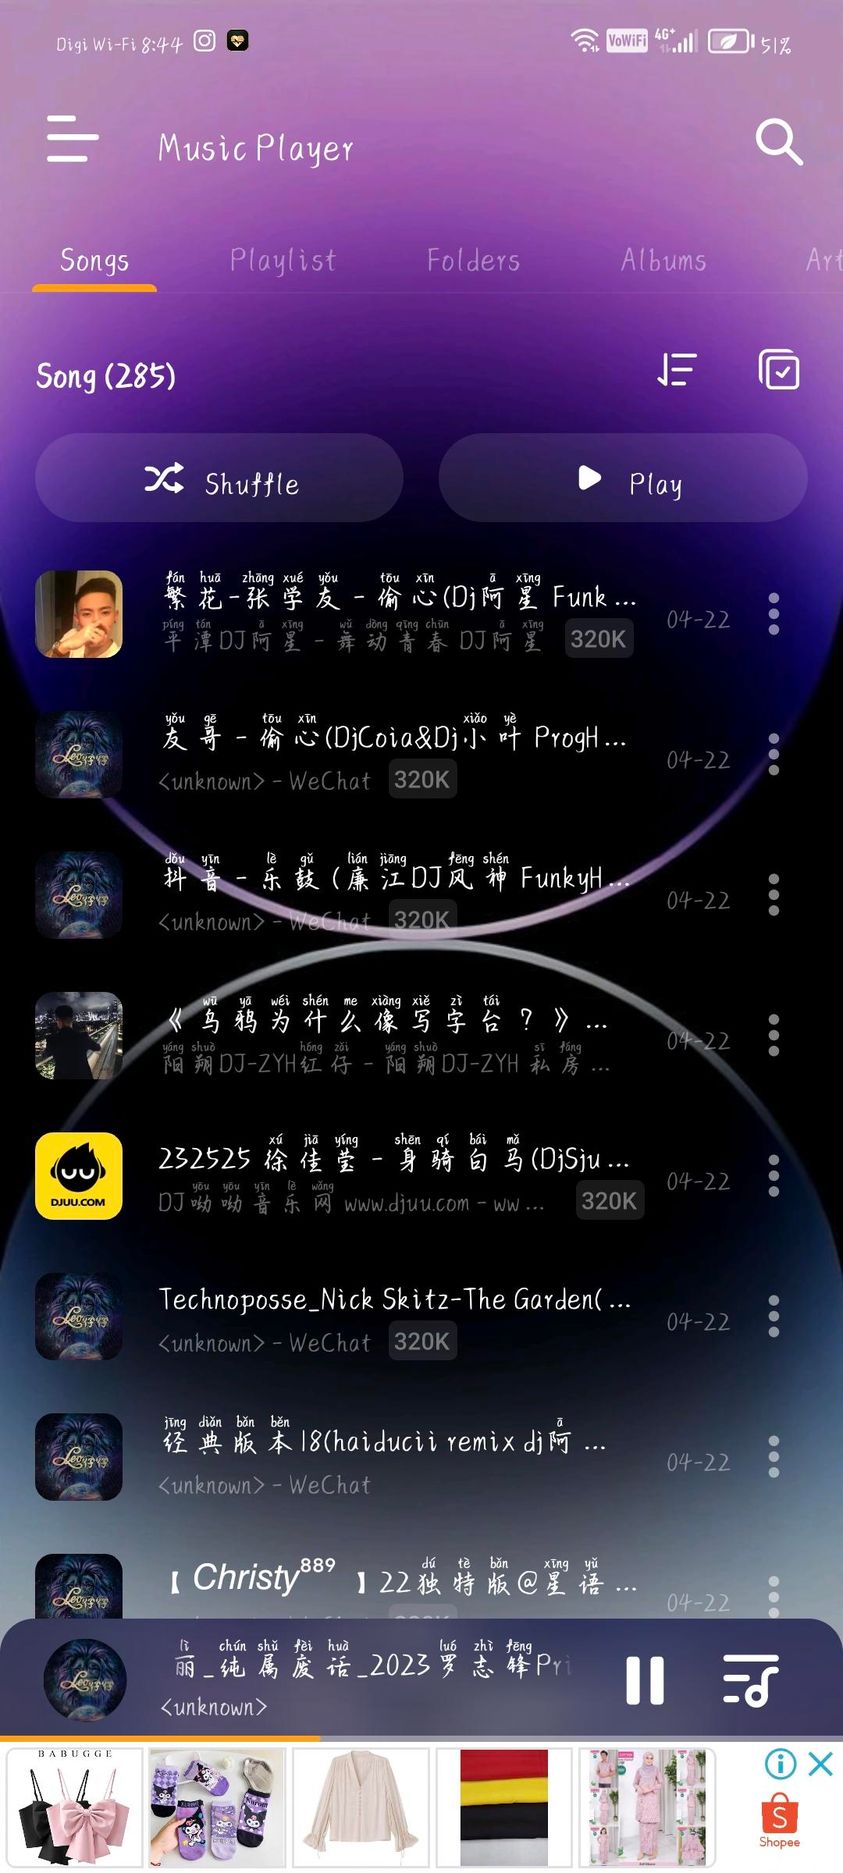 Digi Wi-Fi 8:44 VoWiFi 4G+ 51%
Music Player
Songs Playlist Folders Albums Art
Song (285)
Shuffle Play
fán huā zhāng xué yǒu tōu xīn ā xīng
繁花-张学友 - 偷心(Dj阿星 Funk ...
píng tán ā xīng wǔ dòng qīng chūn ā xīng
平潭DJ阿星 - 舞动青春DJ阿星 320K
04-22
yǒu gē tōu xīn xiǎo yè
友哥 - 偷心(DjCoia&Dj小叶 ProgH...
<unknown> - WeChat 320K
04-22
dǒu yīn lè gǔ lián jiāng fēng shén
抖音 - 乐鼓 (廉江DJ风神 FunkyH...
<unknown> - WeChat 320K
04-22
wū yā wéi shén me xiàng xiě zì tái
《乌鸦为什么像写字台？》...
yáng shuò hóng zǎi yáng shuò sī fáng
阳朔DJ-ZYH红仔 - 阳朔DJ-ZYH 私房 ...
04-22
xú jiā yíng shēn qí bái mǎ
232525 徐佳莹 - 身骑白马(DjSju ...
yōu yōu yīn lè wǎng
DJ呦呦音乐网 www.djuu.com - ww ... 320K
04-22
DJUU.COM
Technoposse_Nick Skitz-The Garden( ...
<unknown> - WeChat 320K
04-22
jīng diǎn bǎn běn ā
经典版本18(haiducii remix dj阿 ...
<unknown> - WeChat
04-22
dú tè bǎn xīng yǔ
【 Christy889 】22独特版@星语 ...
04-22
lì chún shǔ fèi huà luó zhì fēng
丽_纯属废话_2023罗志锋Pri
<unknown>
BABUGGE
Shopee